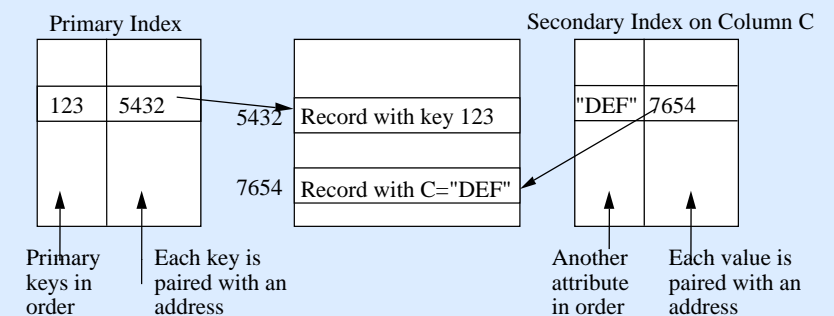 Primary Index
Secondary Index on Column C
123 5432
5432 Record with key 123
"DEF" 7654
7654 Record with C="DEF"
Primary
keys in
order
Each key is
paired with an
address
Another
attribute
in order
Each value is
paired with an
address